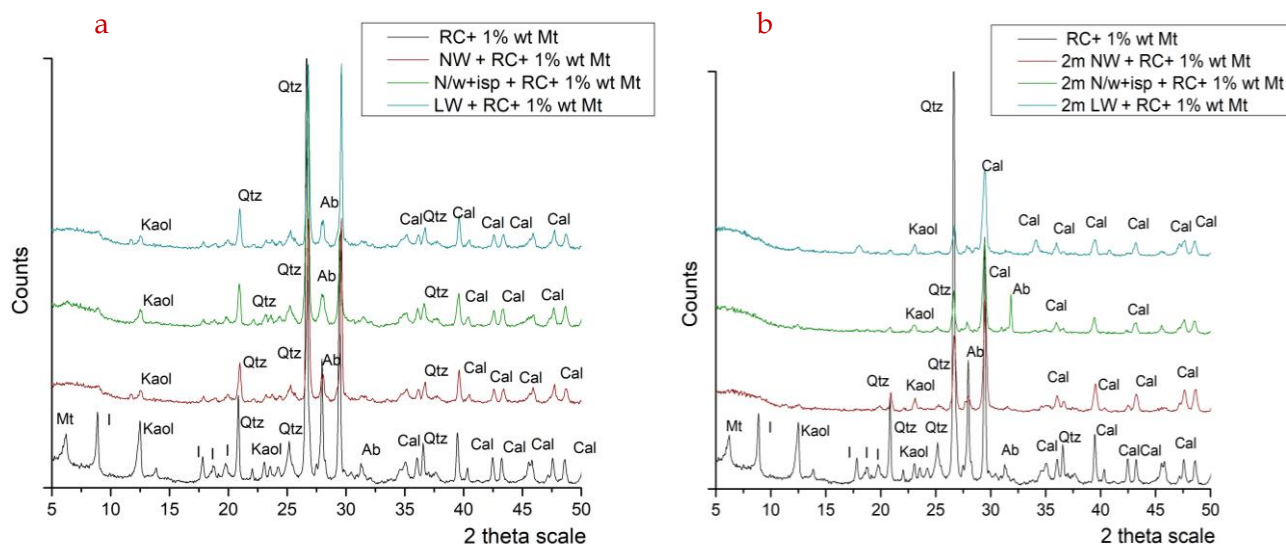 a
RC+ 1% wt Mt
NW + RC+ 1% wt Mt
N/w+isp + RC+ 1% wt Mt
LW + RC+ 1% wt Mt
Qtz
Qtz
Kaol
Ab
Cal Qtz Cal Cal Cal Cal
Kaol
Qtz
Qtz
Ab
Qtz Cal Cal Cal Cal
Kaol
Qtz
Qtz
Ab
Qtz Cal Cal Cal Cal
Mt
I
Kaol
I I I
Qtz
Kaol
Qtz
Ab
Cal Qtz Cal Cal Cal Cal
Counts
5 10 15 20 25 30 35 40 45 50
2 theta scale
b
RC+ 1% wt Mt
2m NW + RC+ 1% wt Mt
2m N/w+isp + RC+ 1% wt Mt
2m LW + RC+ 1% wt Mt
Qtz
Cal
Kaol
Cal Cal Cal Cal Cal Cal
Kaol
Qtz
Cal
Ab
Cal Cal Cal
Qtz
Kaol
Qtz
Ab
Cal Cal Cal Cal
Mt
I
Kaol
I I I
Kaol
Qtz
Ab
Cal Qtz Cal CalCal Cal
Counts
5 10 15 20 25 30 35 40 45 50
2 theta scale